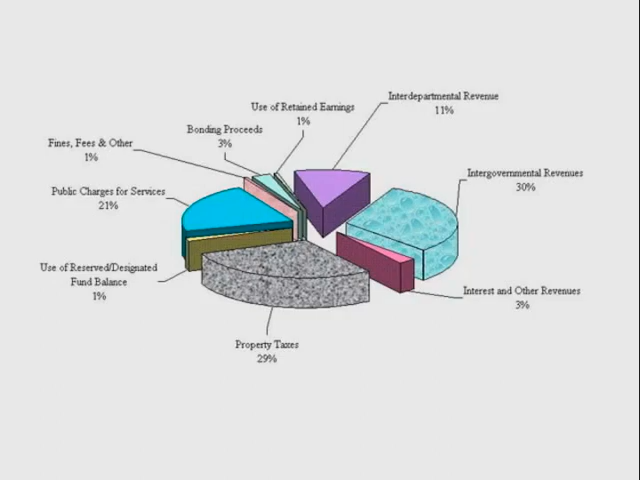 Interdepartmental Revenue
11%
Use of Retained Earnings
1%
Bonding Proceeds
3%
Fines, Fees & Other
1%
Intergovernmental Revenues
30%
Public Charges for Services
21%
Use of Reserved/Designated
Fund Balance
1%
Interest and Other Revenues
3%
Property Taxes
29%